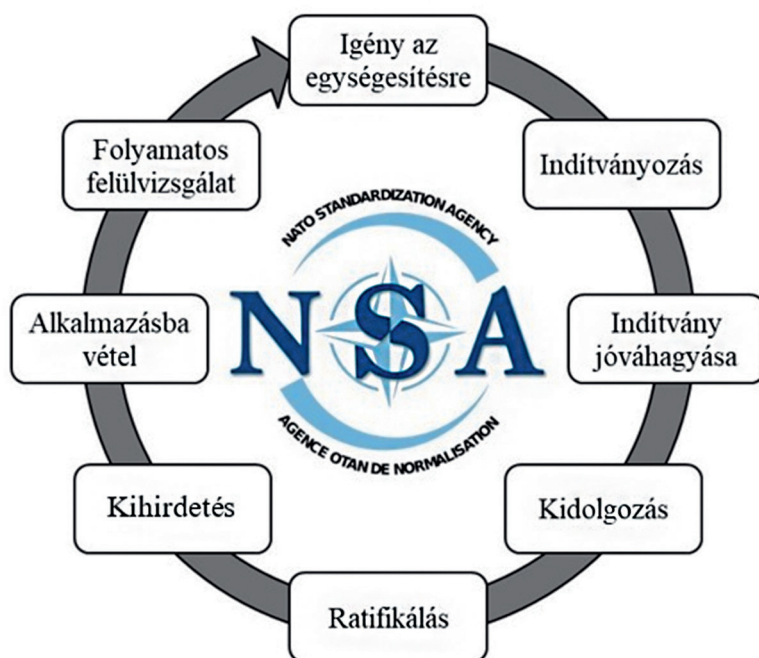 Igény az
egységesítésre
Indítványozás
Indítvány
jóváhagyása
Kidolgozás
Ratifikálás
Kihirdetés
Alkalmazásba
vétel
Folyamatos
felülvizsgálat
NATO STANDARDIZATION AGENCY
NSA
AGENCE OTAN DE NORMALISATION